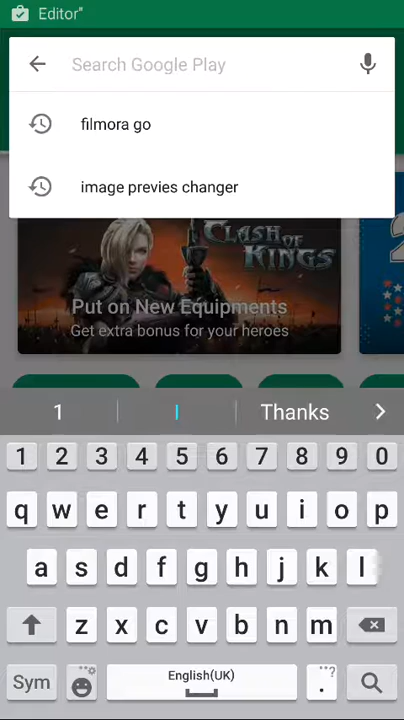 Editor"
Search Google Play
filmora go
image previes changer
CLASH OF
KINGS
Put on New Equipments
Get extra bonus for your heroes
1 I Thanks >
1 2 3 4 5 6 7 8 9 0
q w e r t y u i o p
a s d f g h j k l
z x c v b n m
Sym English(UK) . ?